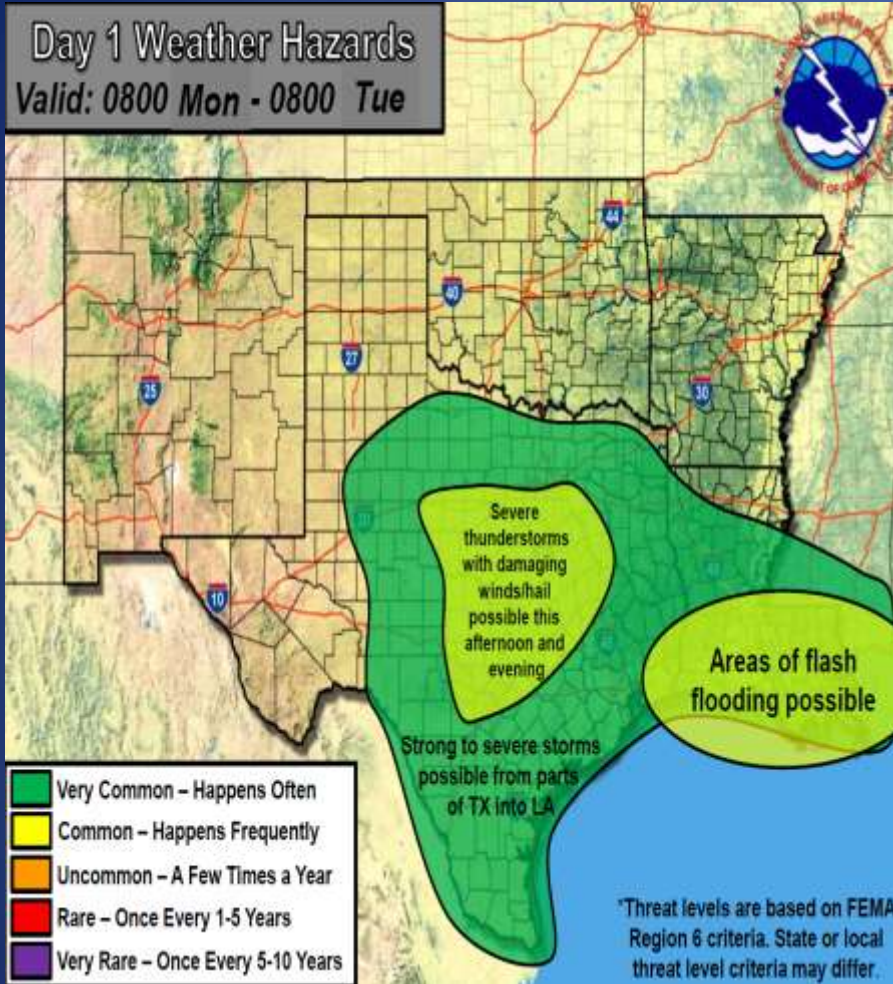 Day 1 Weather Hazards
Valid: 0800 Mon - 0800 Tue
44
40
27
25
30
10
Severe
thunderstorms
with damaging
winds/hail
possible this
afternoon and
evening
Areas of flash
flooding possible
Strong to severe storms
possible from parts
of TX into LA
Very Common – Happens Often
Common – Happens Frequently
Uncommon – A Few Times a Year
Rare – Once Every 1-5 Years
Very Rare – Once Every 5-10 Years
*Threat levels are based on FEMA
Region 6 criteria. State or local
threat level criteria may differ.